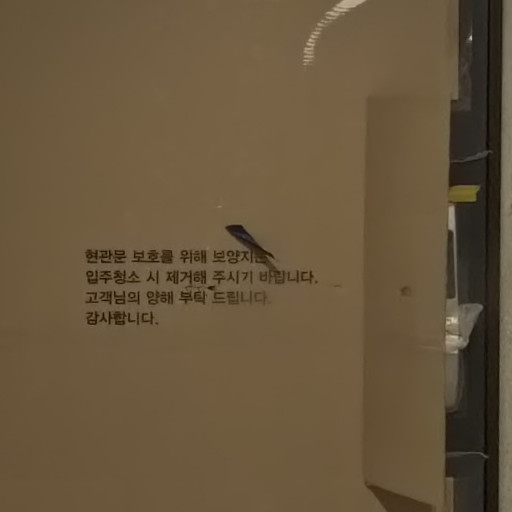 현관문 보호를 위해 보양지는
입주청소 시 제거해 주시기 바랍니다.
고객님의 양해 부탁 드립니다.
감사합니다.